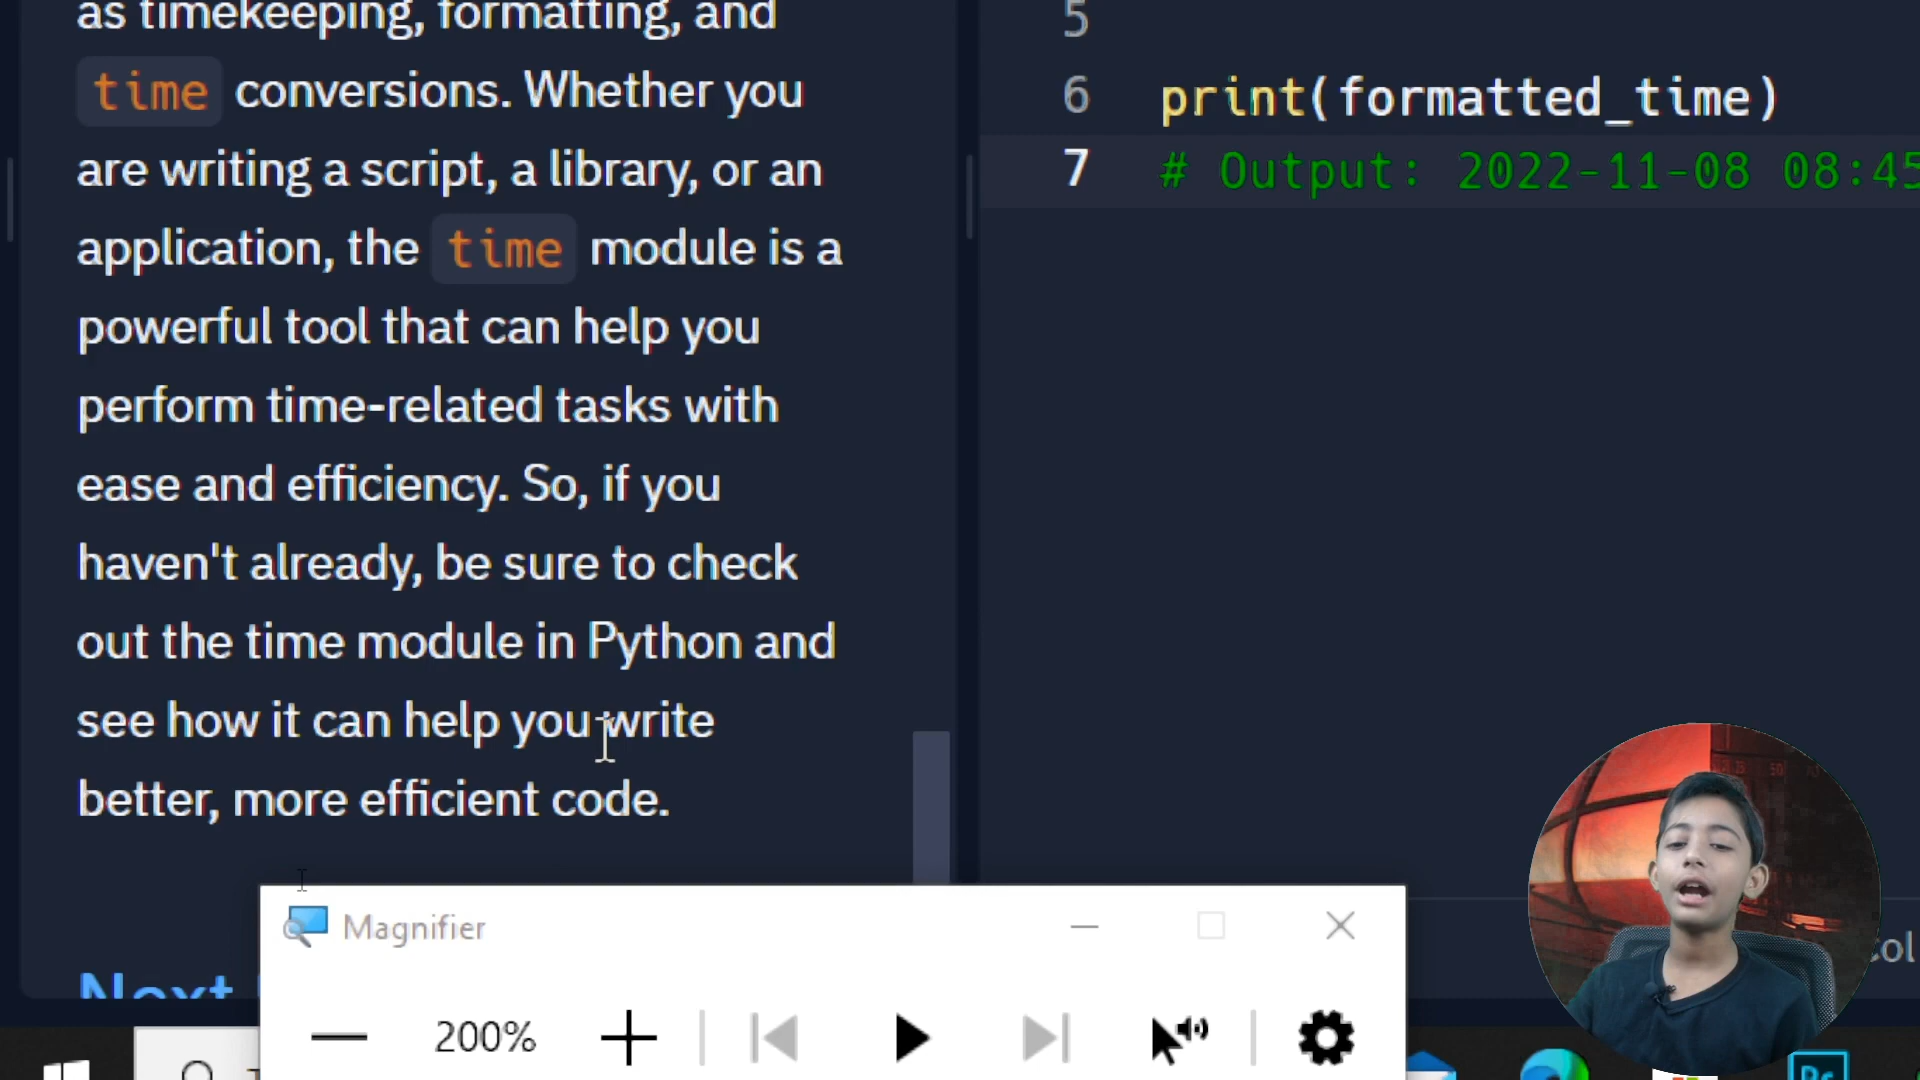 as timekeeping, formatting, and
time conversions. Whether you
are writing a script, a library, or an
application, the time module is a
powerful tool that can help you
perform time-related tasks with
ease and efficiency. So, if you
haven't already, be sure to check
out the time module in Python and
see how it can help you write
better, more efficient code.
Next
5
6 print(formatted_time)
7 # Output: 2022-11-08 08:45
Magnifier
200%
Col
Ps